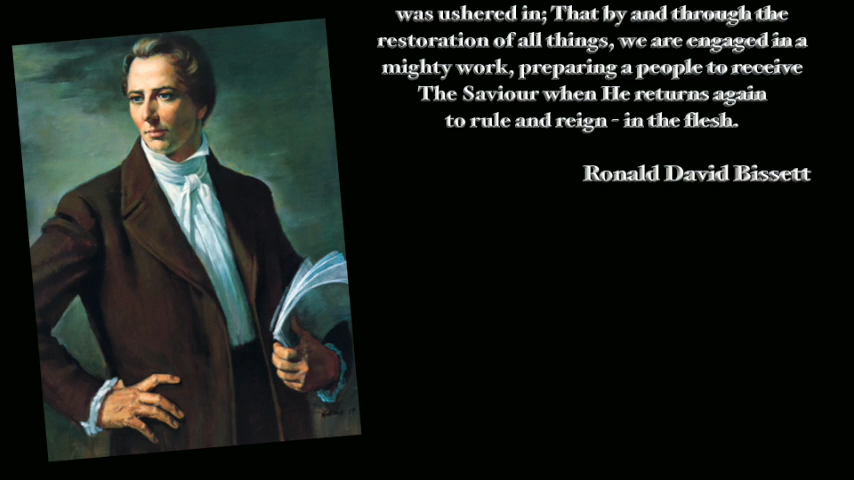 was ushered in; That by and through the
restoration of all things, we are engaged in a
mighty work, preparing a people to receive
The Saviour when He returns again
to rule and reign - in the flesh.
Ronald David Bissett